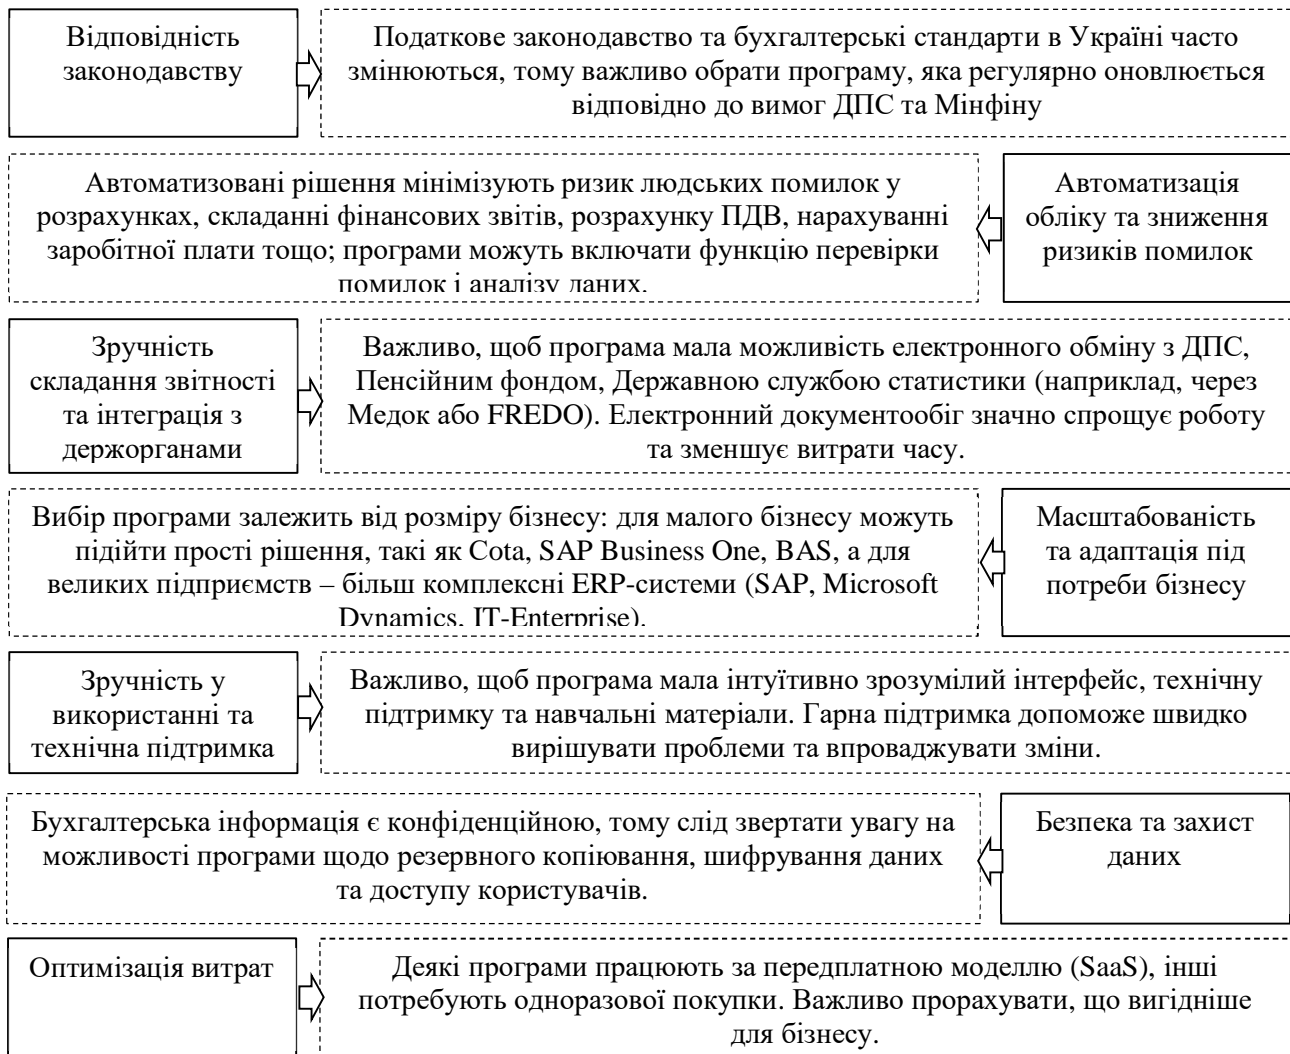 Відповідність
законодавству
Податкове законодавство та бухгалтерські стандарти в Україні часто
змінюються, тому важливо обрати програму, яка регулярно оновлюється
відповідно до вимог ДПС та Мінфіну
Автоматизовані рішення мінімізують ризик людських помилок у
розрахунках, складанні фінансових звітів, розрахунку ПДВ, нарахуванні
заробітної плати тощо; програми можуть включати функцію перевірки
помилок і аналізу даних.
Автоматизація
обліку та зниження
ризиків помилок
Зручність
складання звітності
та інтеграція з
держорганами
Важливо, щоб програма мала можливість електронного обміну з ДПС,
Пенсійним фондом, Державною службою статистики (наприклад, через
Медок або FREDO). Електронний документообіг значно спрощує роботу
та зменшує витрати часу.
Вибір програми залежить від розміру бізнесу: для малого бізнесу можуть
підійти прості рішення, такі як Cota, SAP Business One, BAS, а для
великих підприємств – більш комплексні ERP-системи (SAP, Microsoft
Dynamics, IT-Enterprise).
Масштабованість
та адаптація під
потреби бізнесу
Зручність у
використанні та
технічна підтримка
Важливо, щоб програма мала інтуїтивно зрозумілий інтерфейс, технічну
підтримку та навчальні матеріали. Гарна підтримка допоможе швидко
вирішувати проблеми та впроваджувати зміни.
Бухгалтерська інформація є конфіденційною, тому слід звертати увагу на
можливості програми щодо резервного копіювання, шифрування даних
та доступу користувачів.
Безпека та захист
даних
Оптимізація витрат
Деякі програми працюють за передплатною моделлю (SaaS), інші
потребують одноразової покупки. Важливо прорахувати, що вигідніше
для бізнесу.